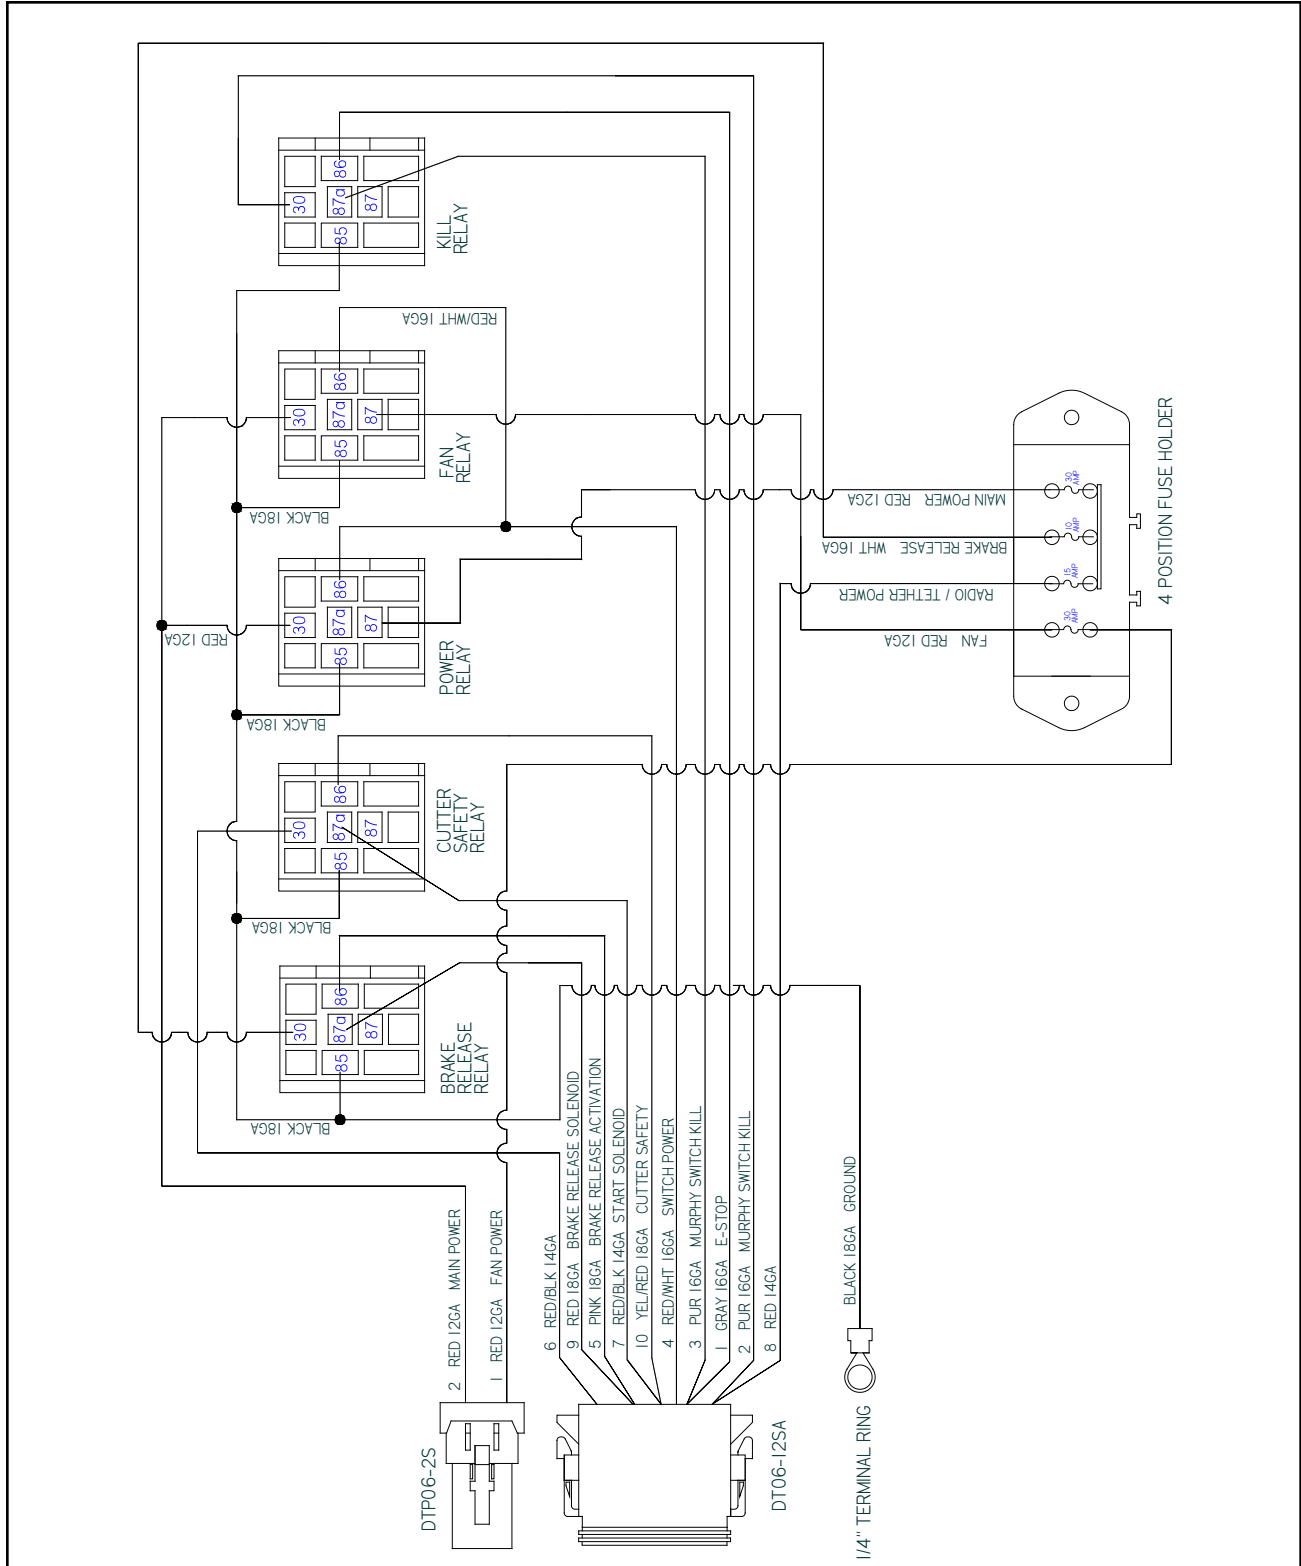 30
86
87a
87
85
KILL
RELAY
RED/WHT 16GA
30
86
87a
87
85
FAN
RELAY
BLACK 18GA
RED 12GA
30
86
87a
87
85
POWER
RELAY
BLACK 18GA
30
86
87a
87
85
CUTTER
SAFETY
RELAY
BLACK 18GA
30
86
87a
87
85
BRAKE
RELEASE
RELAY
BLACK 18GA
MAIN POWER RED 12GA
BRAKE RELEASE WHT 16GA
RADIO / TETHER POWER
FAN RED 12GA
30 AMP
10 AMP
15 AMP
30 AMP
4 POSITION FUSE HOLDER
2 RED 12GA MAIN POWER
1 RED 12GA FAN POWER
6 RED/BLK 14GA
9 RED 18GA BRAKE RELEASE SOLENOID
5 PINK 18GA BRAKE RELEASE ACTIVATION
7 RED/BLK 14GA START SOLENOID
10 YEL/RED 18GA CUTTER SAFETY
4 RED/WHT 16GA SWITCH POWER
3 PUR 16GA MURPHY SWITCH KILL
1 GRAY 16GA E-STOP
2 PUR 16GA MURPHY SWITCH KILL
8 RED 14GA
BLACK 18GA GROUND
DTP06-2S
DT06-12SA
1/4" TERMINAL RING